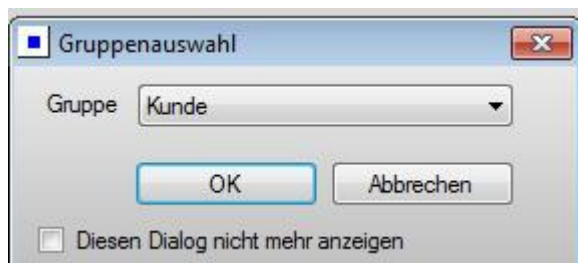 Gruppenauswahl
Gruppe Kunde
OK Abbrechen
Diesen Dialog nicht mehr anzeigen